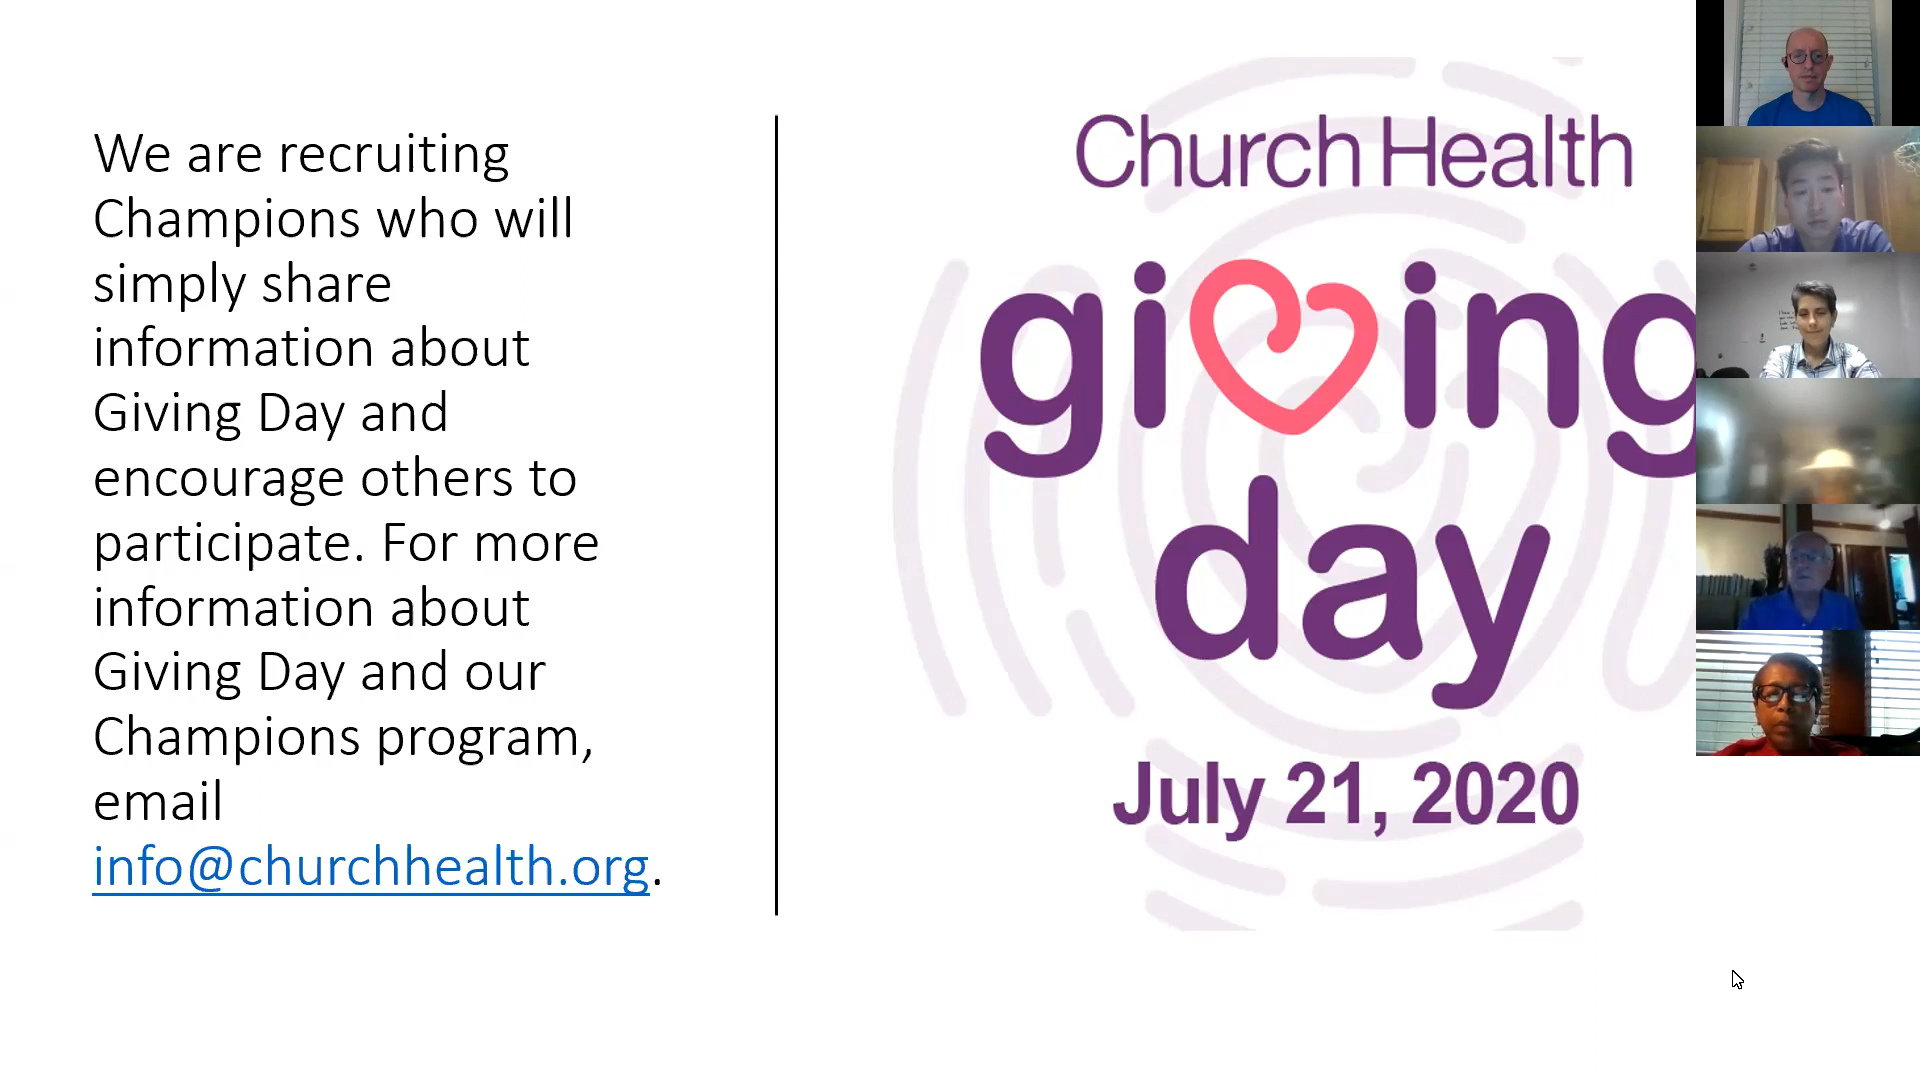 We are recruiting
Champions who will
simply share
information about
Giving Day and
encourage others to
participate. For more
information about
Giving Day and our
Champions program,
email
info@churchhealth.org.
Church Health
giving
day
July 21, 2020